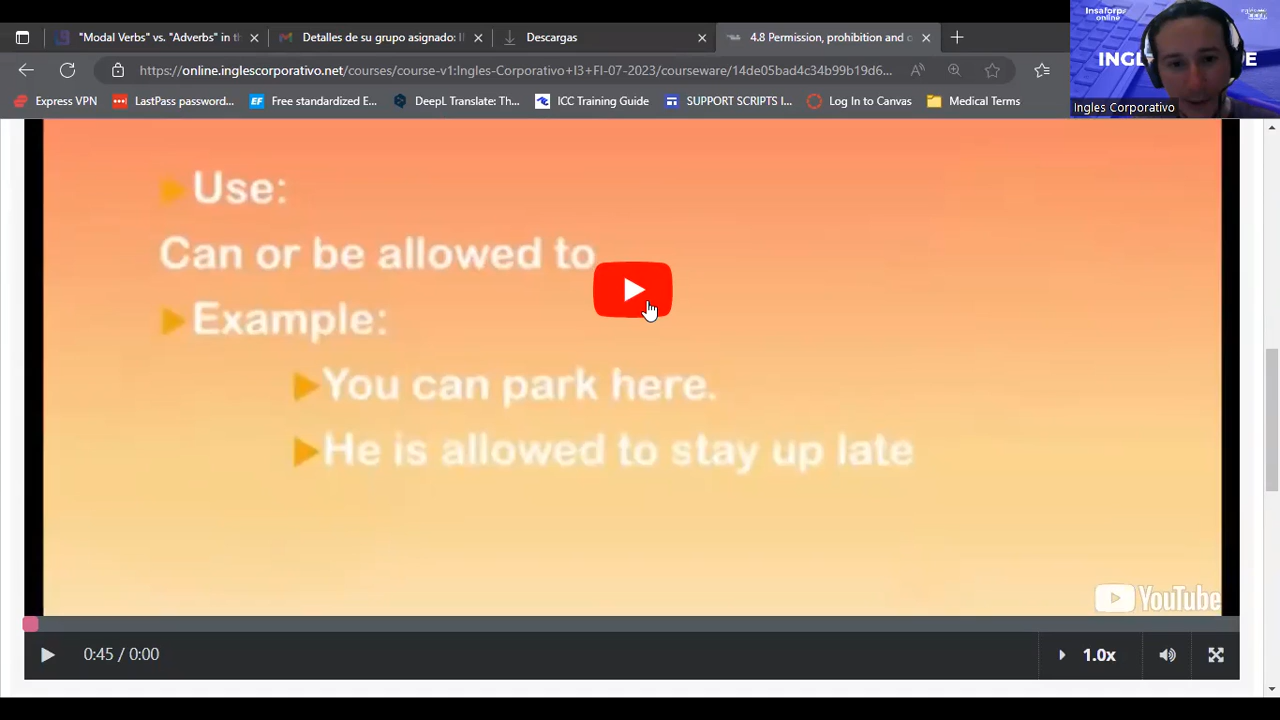 "Modal Verbs" vs. "Adverbs" in t
Detalles de su grupo asignado: I
Descargas
4.8 Permission, prohibition and c
https://online.inglescorporativo.net/courses/course-v1:Ingles-Corporativo+I3+FI-07-2023/courseware/14de05bad4c34b99b19d6...
Express VPN
LastPass password...
Free standardized E...
DeepL Translate: Th...
ICC Training Guide
SUPPORT SCRIPTS I...
Log In to Canvas
Medical Terms
Insaforp
online
INGL
E
Ingles Corporativo
Use:
Can or be allowed to
Example:
You can park here.
He is allowed to stay up late
YouTube
0:45 / 0:00
1.0x